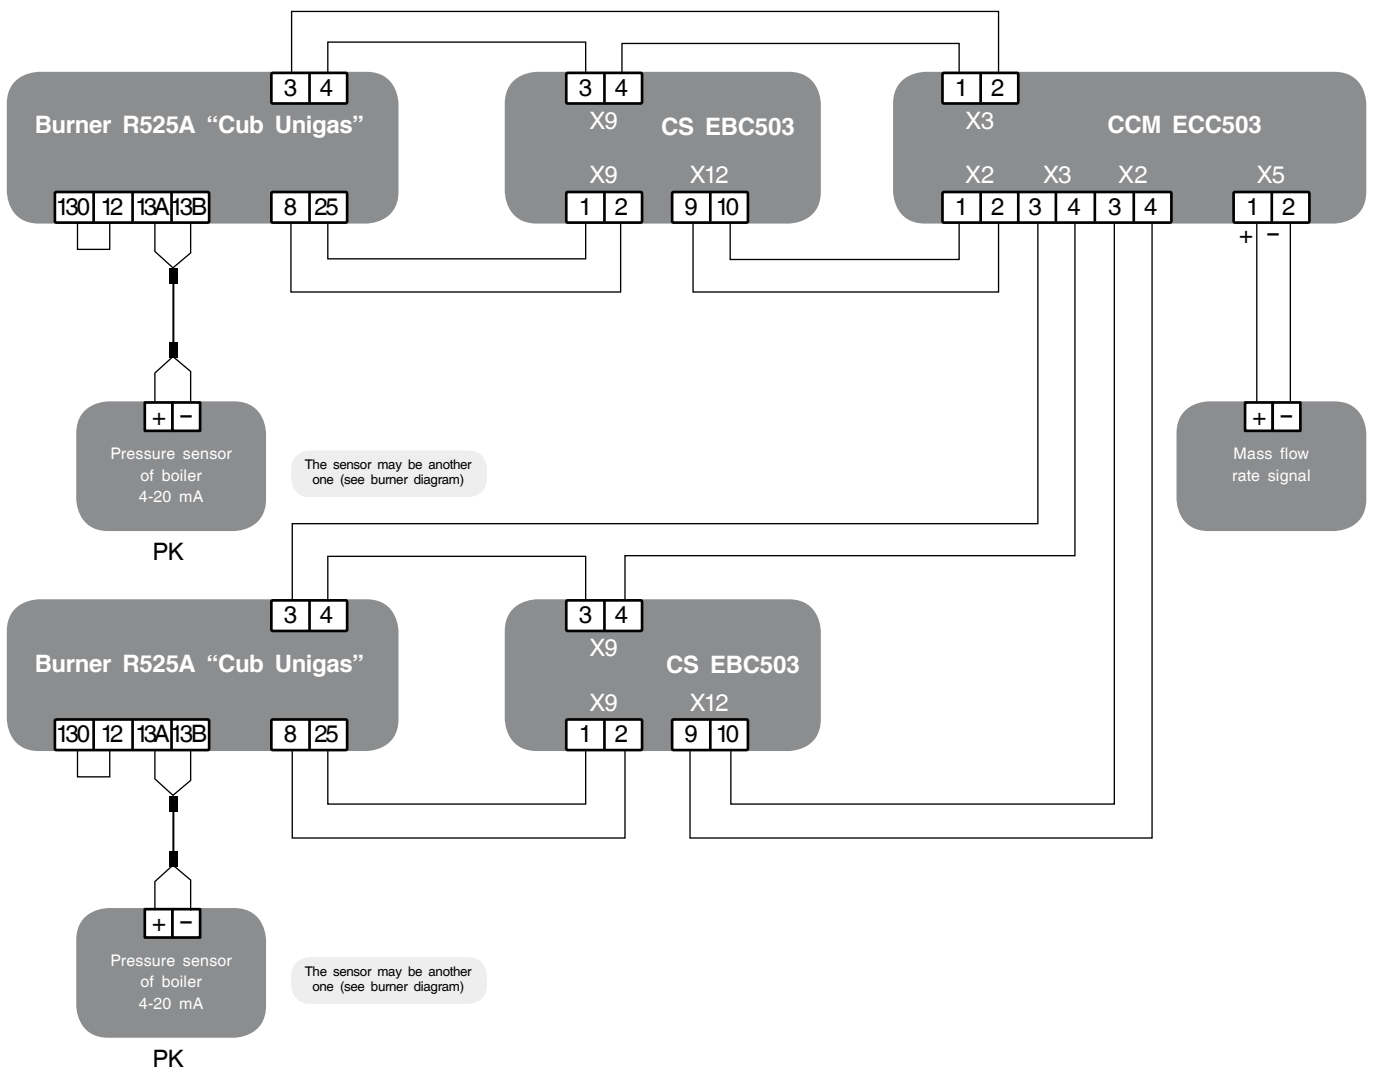 3 4
3 4
1 2
Burner R525A “Cub Unigas”
X9
CS EBC503
X3
CCM ECC503
X9
X12
X2
X3
X2
X5
130 12 13A 13B
8 25
1 2
9 10
1 2 3 4 3 4
1 2
+ −
+ −
Pressure sensor
of boiler
4-20 mA
PK
The sensor may be another
one (see burner diagram)
+ −
Mass flow
rate signal
3 4
3 4
Burner R525A “Cub Unigas”
X9
CS EBC503
X9
X12
130 12 13A 13B
8 25
1 2
9 10
+ −
Pressure sensor
of boiler
4-20 mA
PK
The sensor may be another
one (see burner diagram)